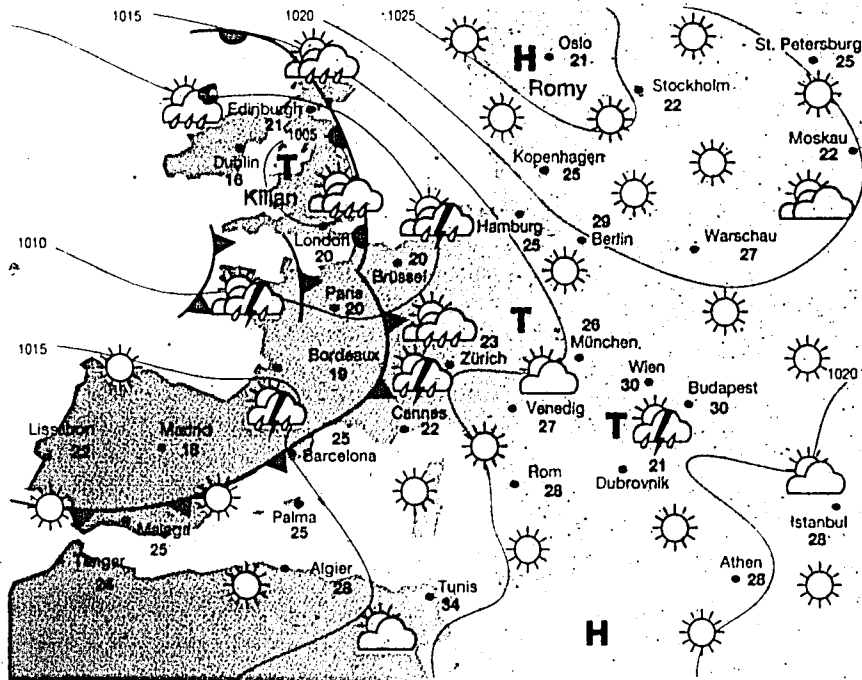 1015
1020
1025
H
Romy
Oslo
21
St. Petersburg
25
Stockholm
22
Edinburgh
21
1005
Dublin
16
T
Kilian
Moskau
22
Kopenhagen
25
Hamburg
25
29
Berlin
Warschau
27
London
20
20
Brüssel
1010
Paris
20
T
1015
Bordeaux
19
23
Zürich
26
München
Wien
30
Budapest
30
1020
Cannes
22
Venedig
27
T
21
Dubrovnik
Lissabon
22
Madrid
18
25
Barcelona
Rom
28
Istanbul
28
Malaga
25
Palma
25
Tanger
Algier
28
Tunis
34
Athen
28
H